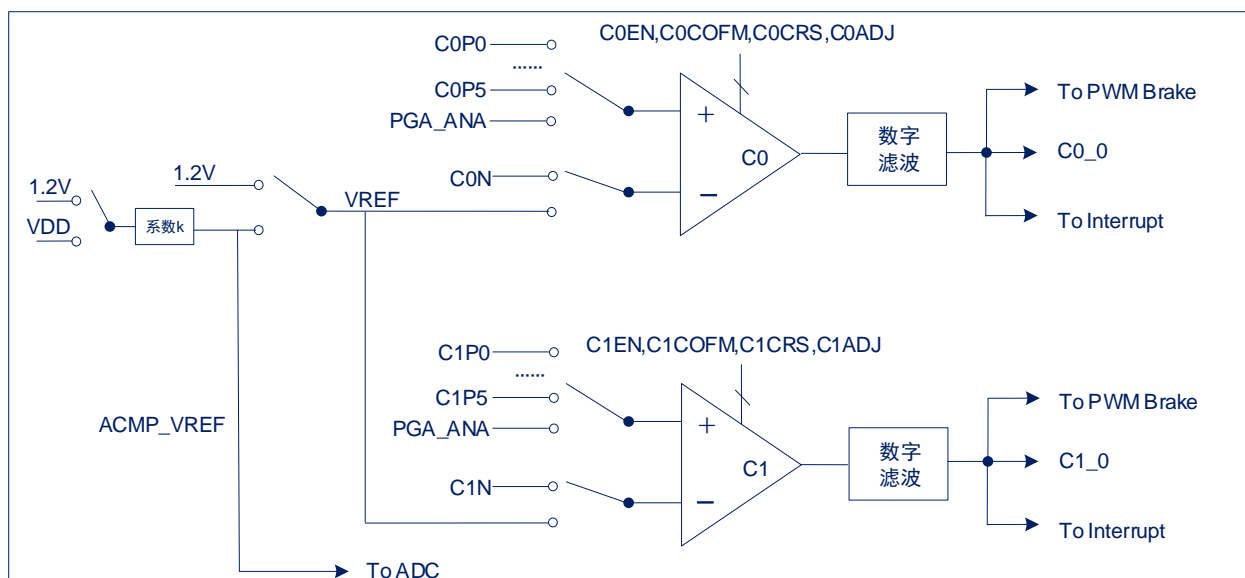 C0EN,C0COFM,C0CRS,C0ADJ
C0P0
......
C0P5
PGA_ANA
C0N
+
−
C0
数字
滤波
To PWM Brake
C0_0
To Interrupt
1.2V
VDD
系数k
1.2V
VREF
C1EN,C1COFM,C1CRS,C1ADJ
C1P0
......
C1P5
PGA_ANA
C1N
+
−
C1
数字
滤波
To PWM Brake
C1_0
To Interrupt
ACMP_VREF
To ADC